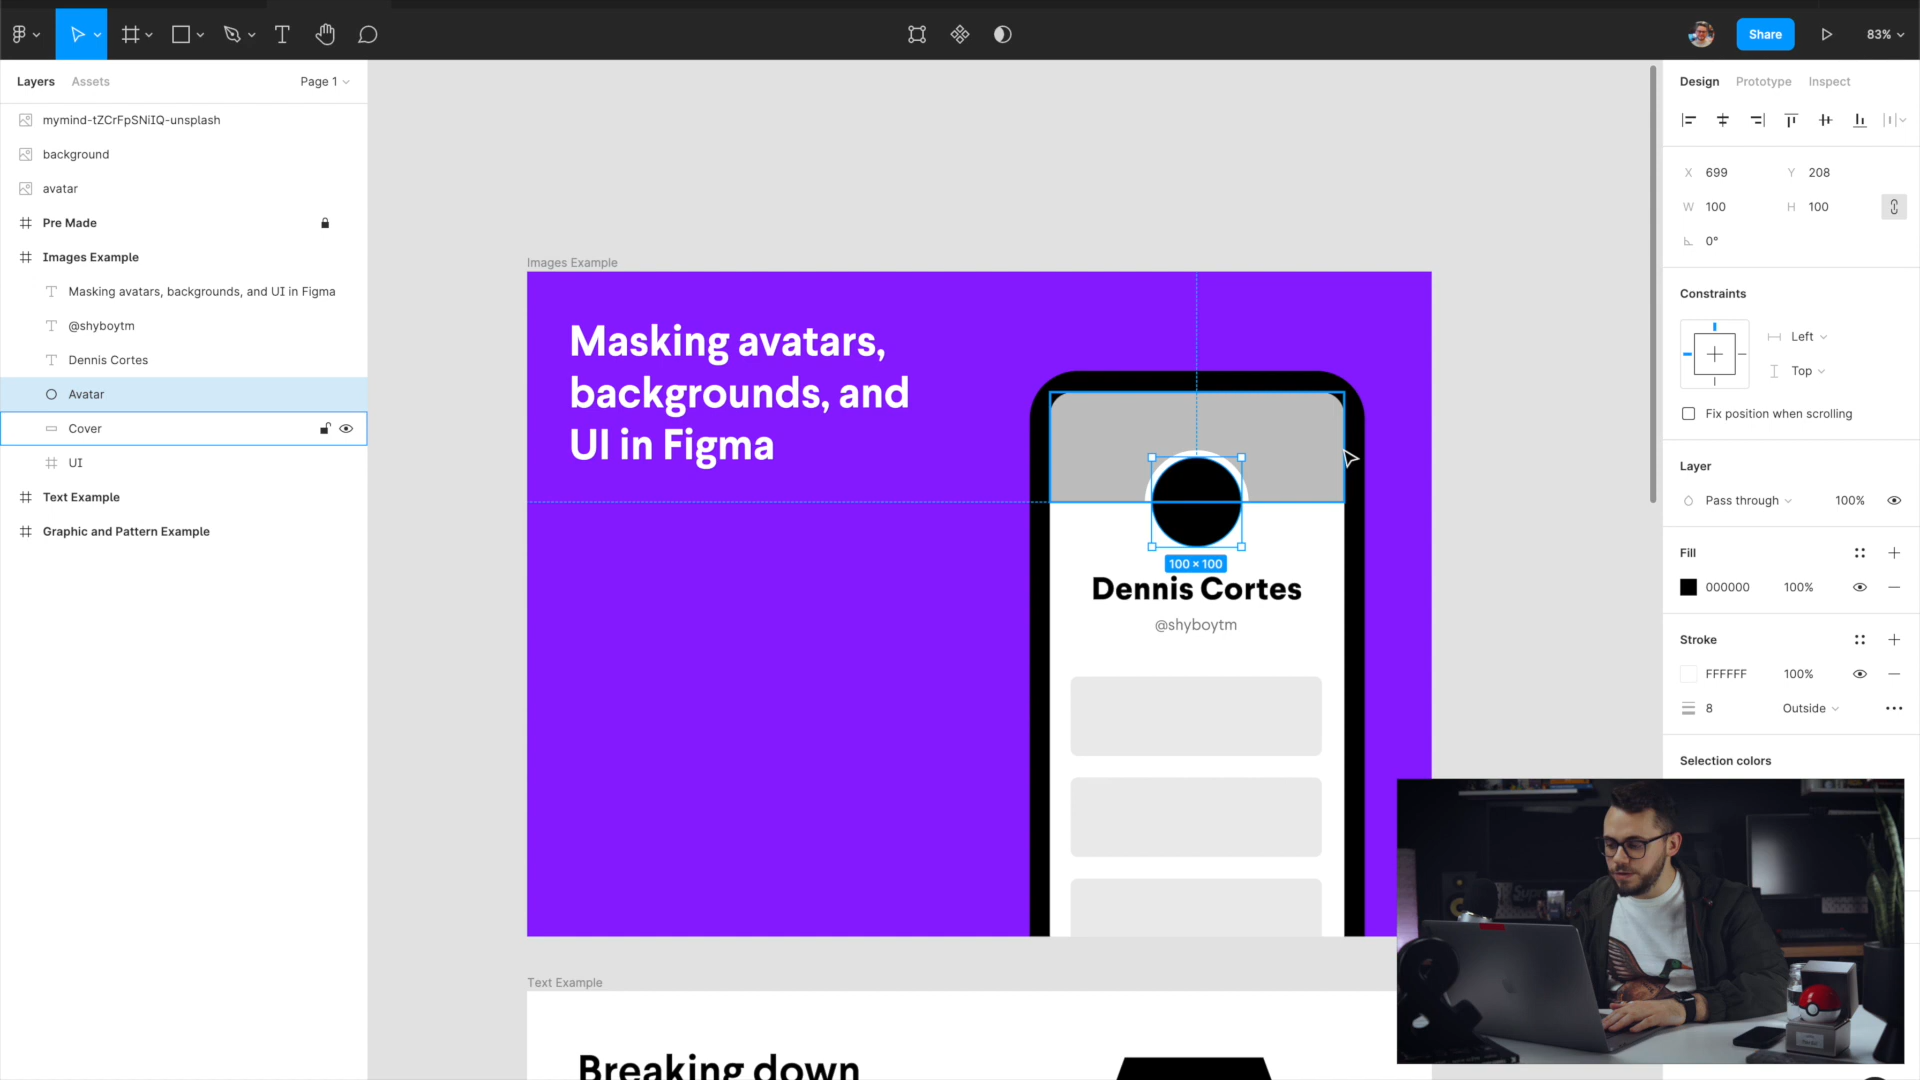 Share
83%
Layers
Assets
Page 1
mymind-tZCrFpSNiIQ-unsplash
background
avatar
Pre Made
Images Example
Masking avatars, backgrounds, and UI in Figma
@shyboytm
Dennis Cortes
Avatar
Cover
UI
Text Example
Graphic and Pattern Example
Images Example
Masking avatars,
backgrounds, and
UI in Figma
100 × 100
Dennis Cortes
@shyboytm
Text Example
Breaking down
Design
Prototype
Inspect
X 699
Y 208
W 100
H 100
0°
Constraints
Left
Top
Fix position when scrolling
Layer
Pass through
100%
Fill
000000
100%
Stroke
FFFFFF
100%
8
Outside
Selection colors